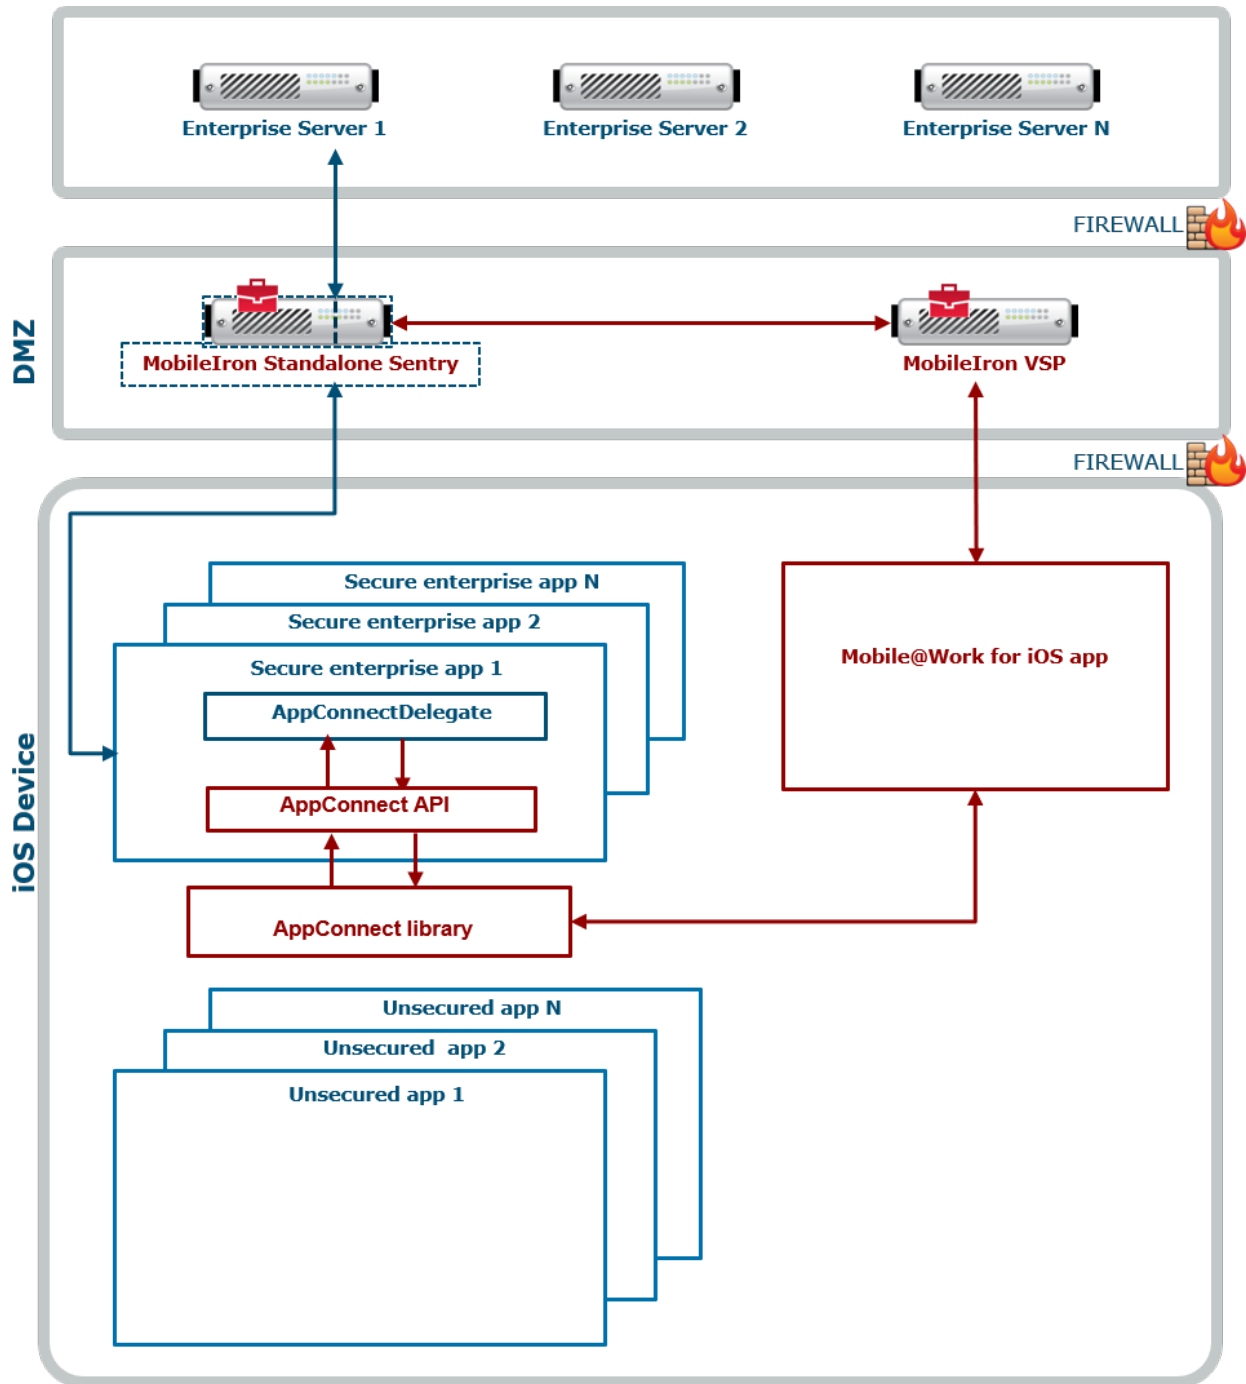 Enterprise Server 1
Enterprise Server 2
Enterprise Server N
FIREWALL
DMZ
MobileIron Standalone Sentry
MobileIron VSP
FIREWALL
iOS Device
Secure enterprise app N
Secure enterprise app 2
Secure enterprise app 1
AppConnectDelegate
AppConnect API
AppConnect library
Mobile@Work for iOS app
Unsecured app N
Unsecured app 2
Unsecured app 1